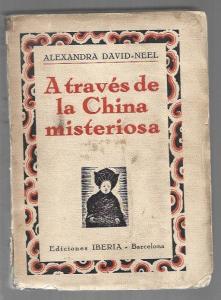 ALEXANDRA DAVID-NEEL
A través de
la China
misteriosa
Ediciones IBERIA - Barcelona